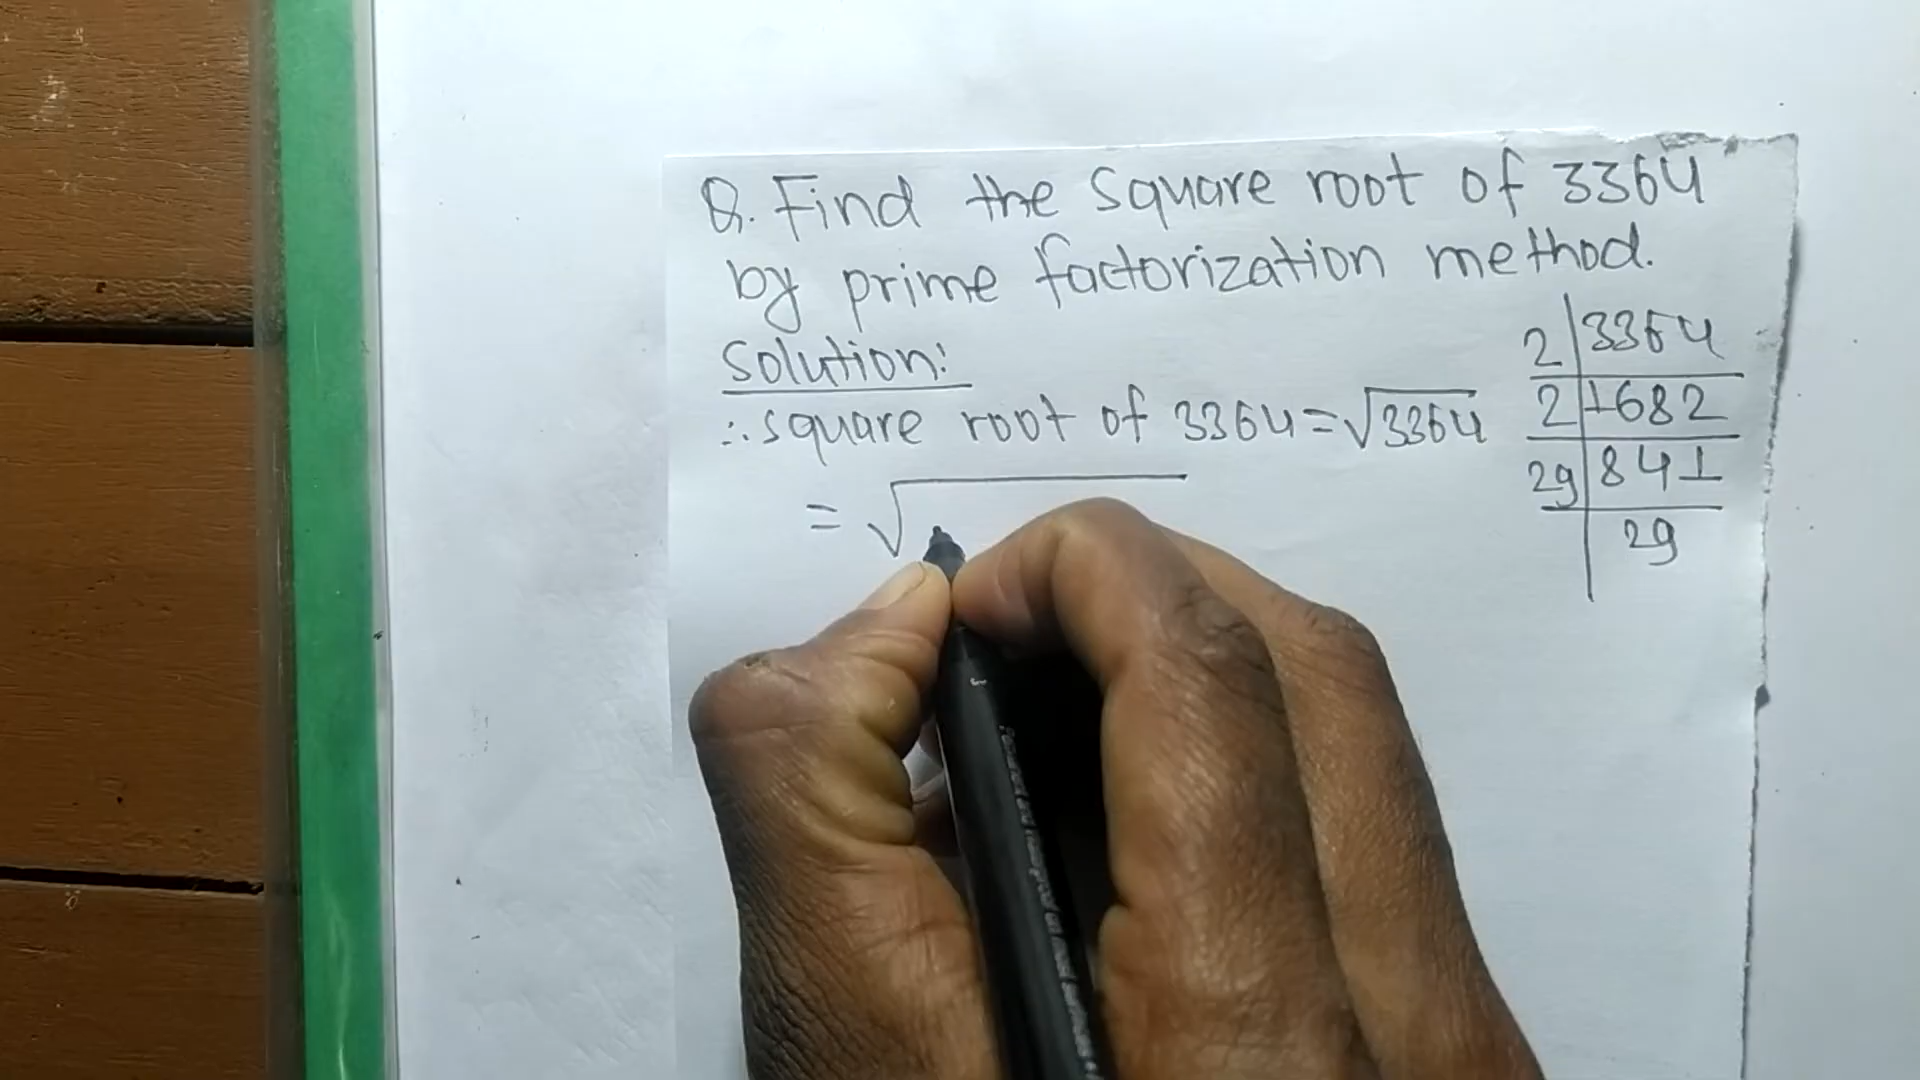 Q. Find the square root of 3364
by prime factorization method.
Solution:
∴ square root of 3364 = √3364
= √
2 | 3364
2 | 1682
29 | 841
29